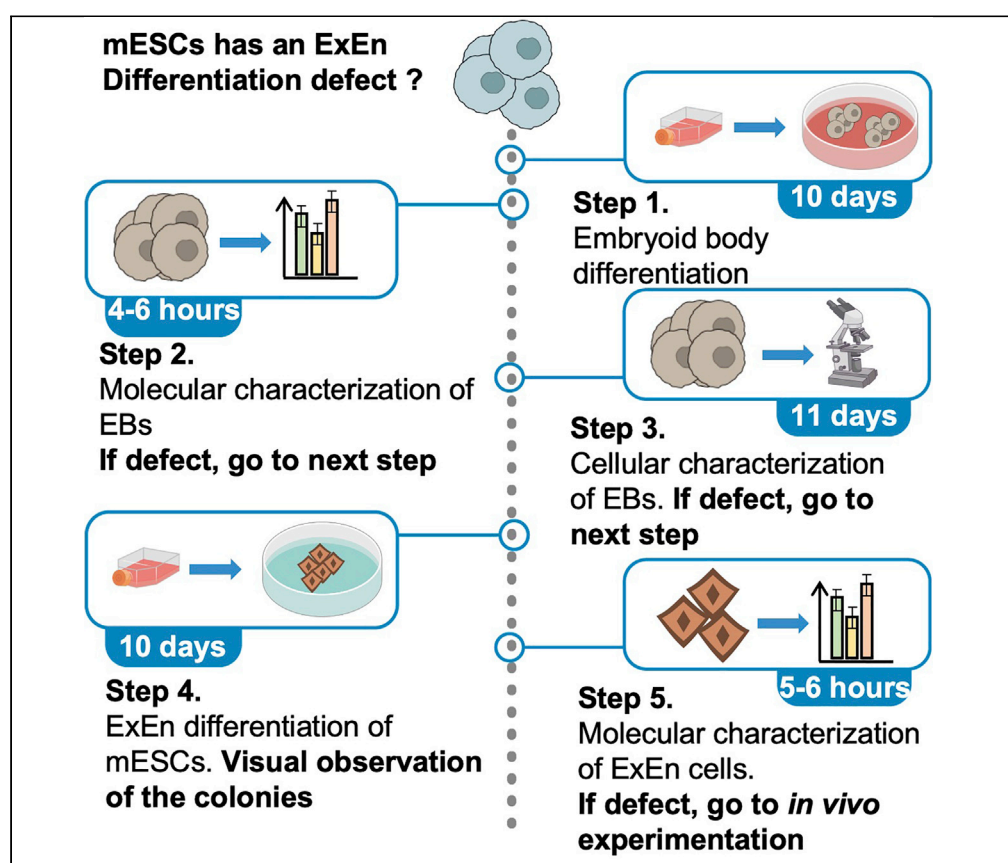 mESCs has an ExEn
Differentiation defect ?
10 days
Step 1.
Embryoid body
differentiation
4-6 hours
Step 2.
Molecular characterization of
EBs
If defect, go to next step
11 days
Step 3.
Cellular characterization
of EBs. If defect, go to
next step
10 days
Step 4.
ExEn differentiation of
mESCs. Visual observation
of the colonies
5-6 hours
Step 5.
Molecular characterization
of ExEn cells.
If defect, go to in vivo
experimentation